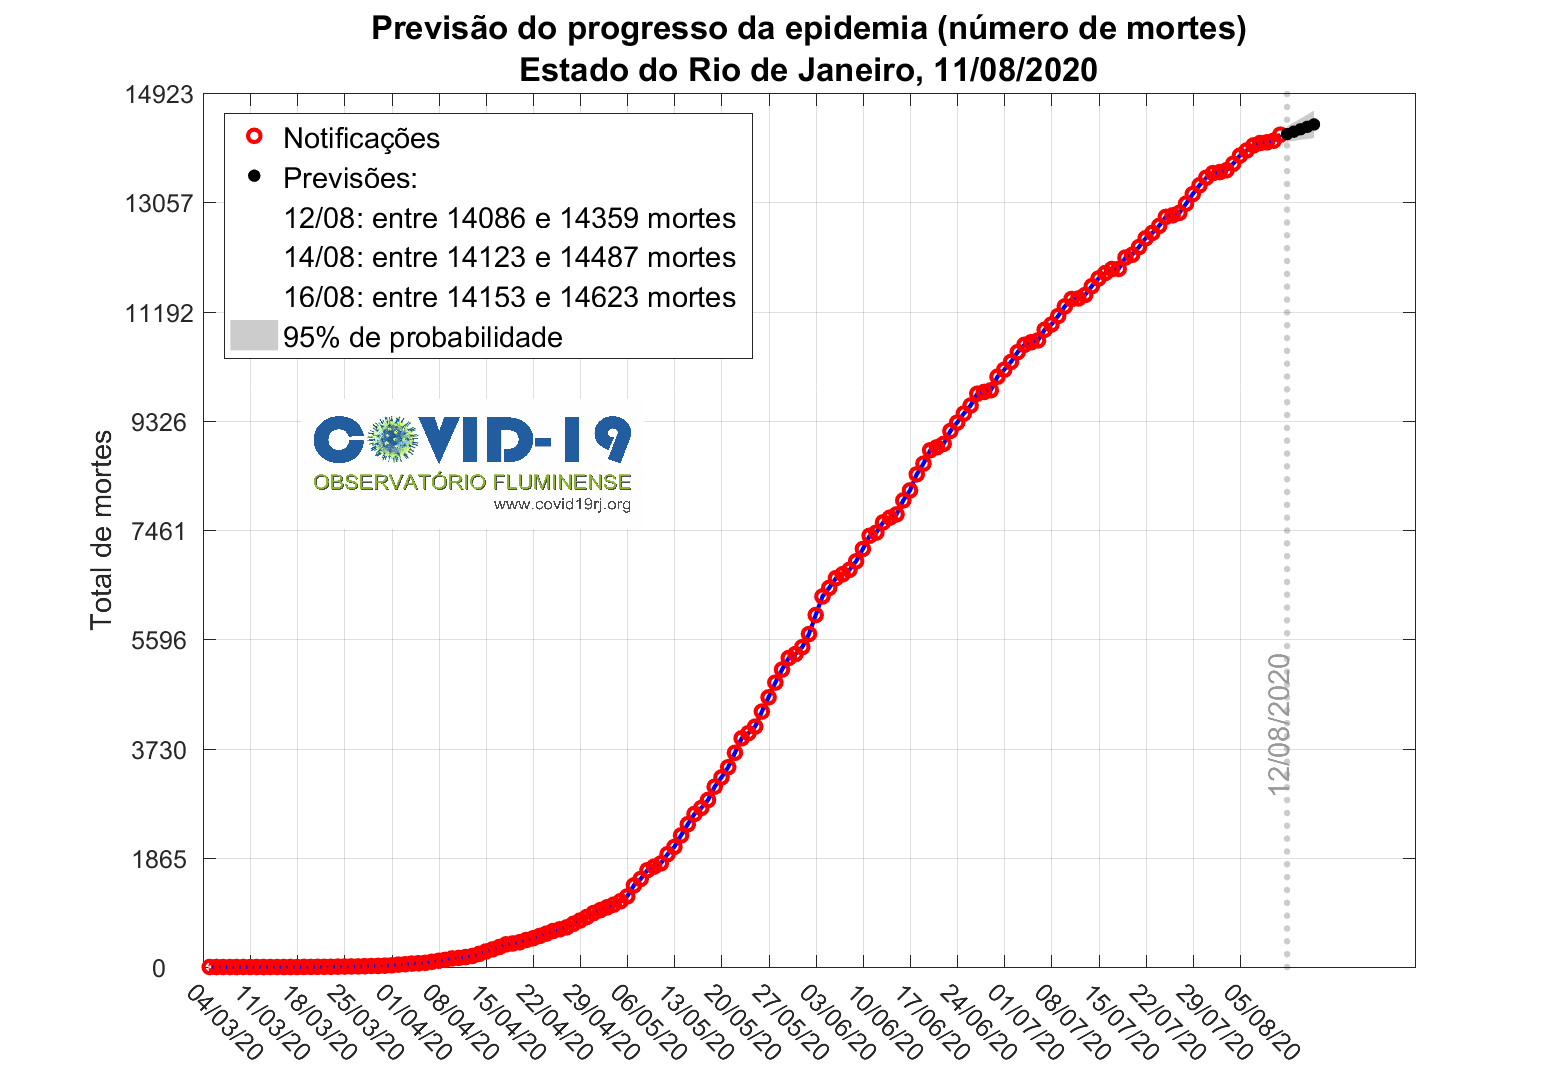 Previsão do progresso da epidemia (número de mortes)
Estado do Rio de Janeiro, 11/08/2020
14923
13057
11192
9326
7461
5596
3730
1865
0
Total de mortes
Notificações
Previsões:
12/08: entre 14086 e 14359 mortes
14/08: entre 14123 e 14487 mortes
16/08: entre 14153 e 14623 mortes
95% de probabilidade
COVID-19
OBSERVATÓRIO FLUMINENSE
www.covid19rj.org
12/08/2020
04/03/20
11/03/20
18/03/20
25/03/20
01/04/20
08/04/20
15/04/20
22/04/20
29/04/20
06/05/20
13/05/20
20/05/20
27/05/20
03/06/20
10/06/20
17/06/20
24/06/20
01/07/20
08/07/20
15/07/20
22/07/20
29/07/20
05/08/20